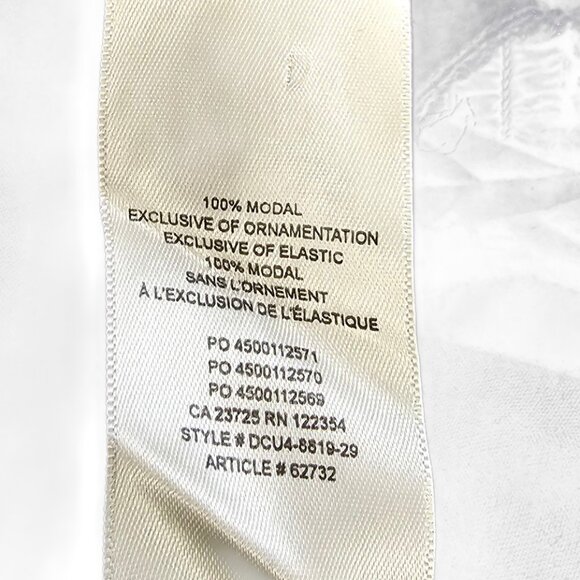 100% MODAL
EXCLUSIVE OF ORNAMENTATION
EXCLUSIVE OF ELASTIC
100% MODAL
SANS L'ORNEMENT
À L'EXCLUSION DE L'ÉLASTIQUE
PO 4500112571
PO 4500112570
PO 4500112569
CA 23725 RN 122354
STYLE # DCU4-8819-29
ARTICLE # 62732